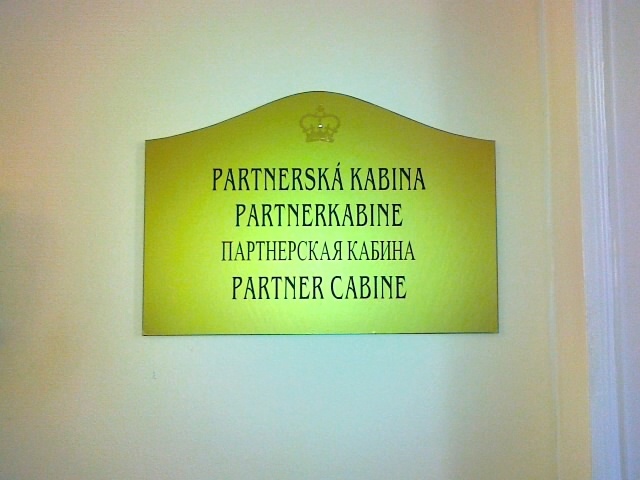 PARTNERSKÁ KABINA
PARTNERKABINE
ПАРТНЕРСКАЯ КАБИНА
PARTNER CABINE